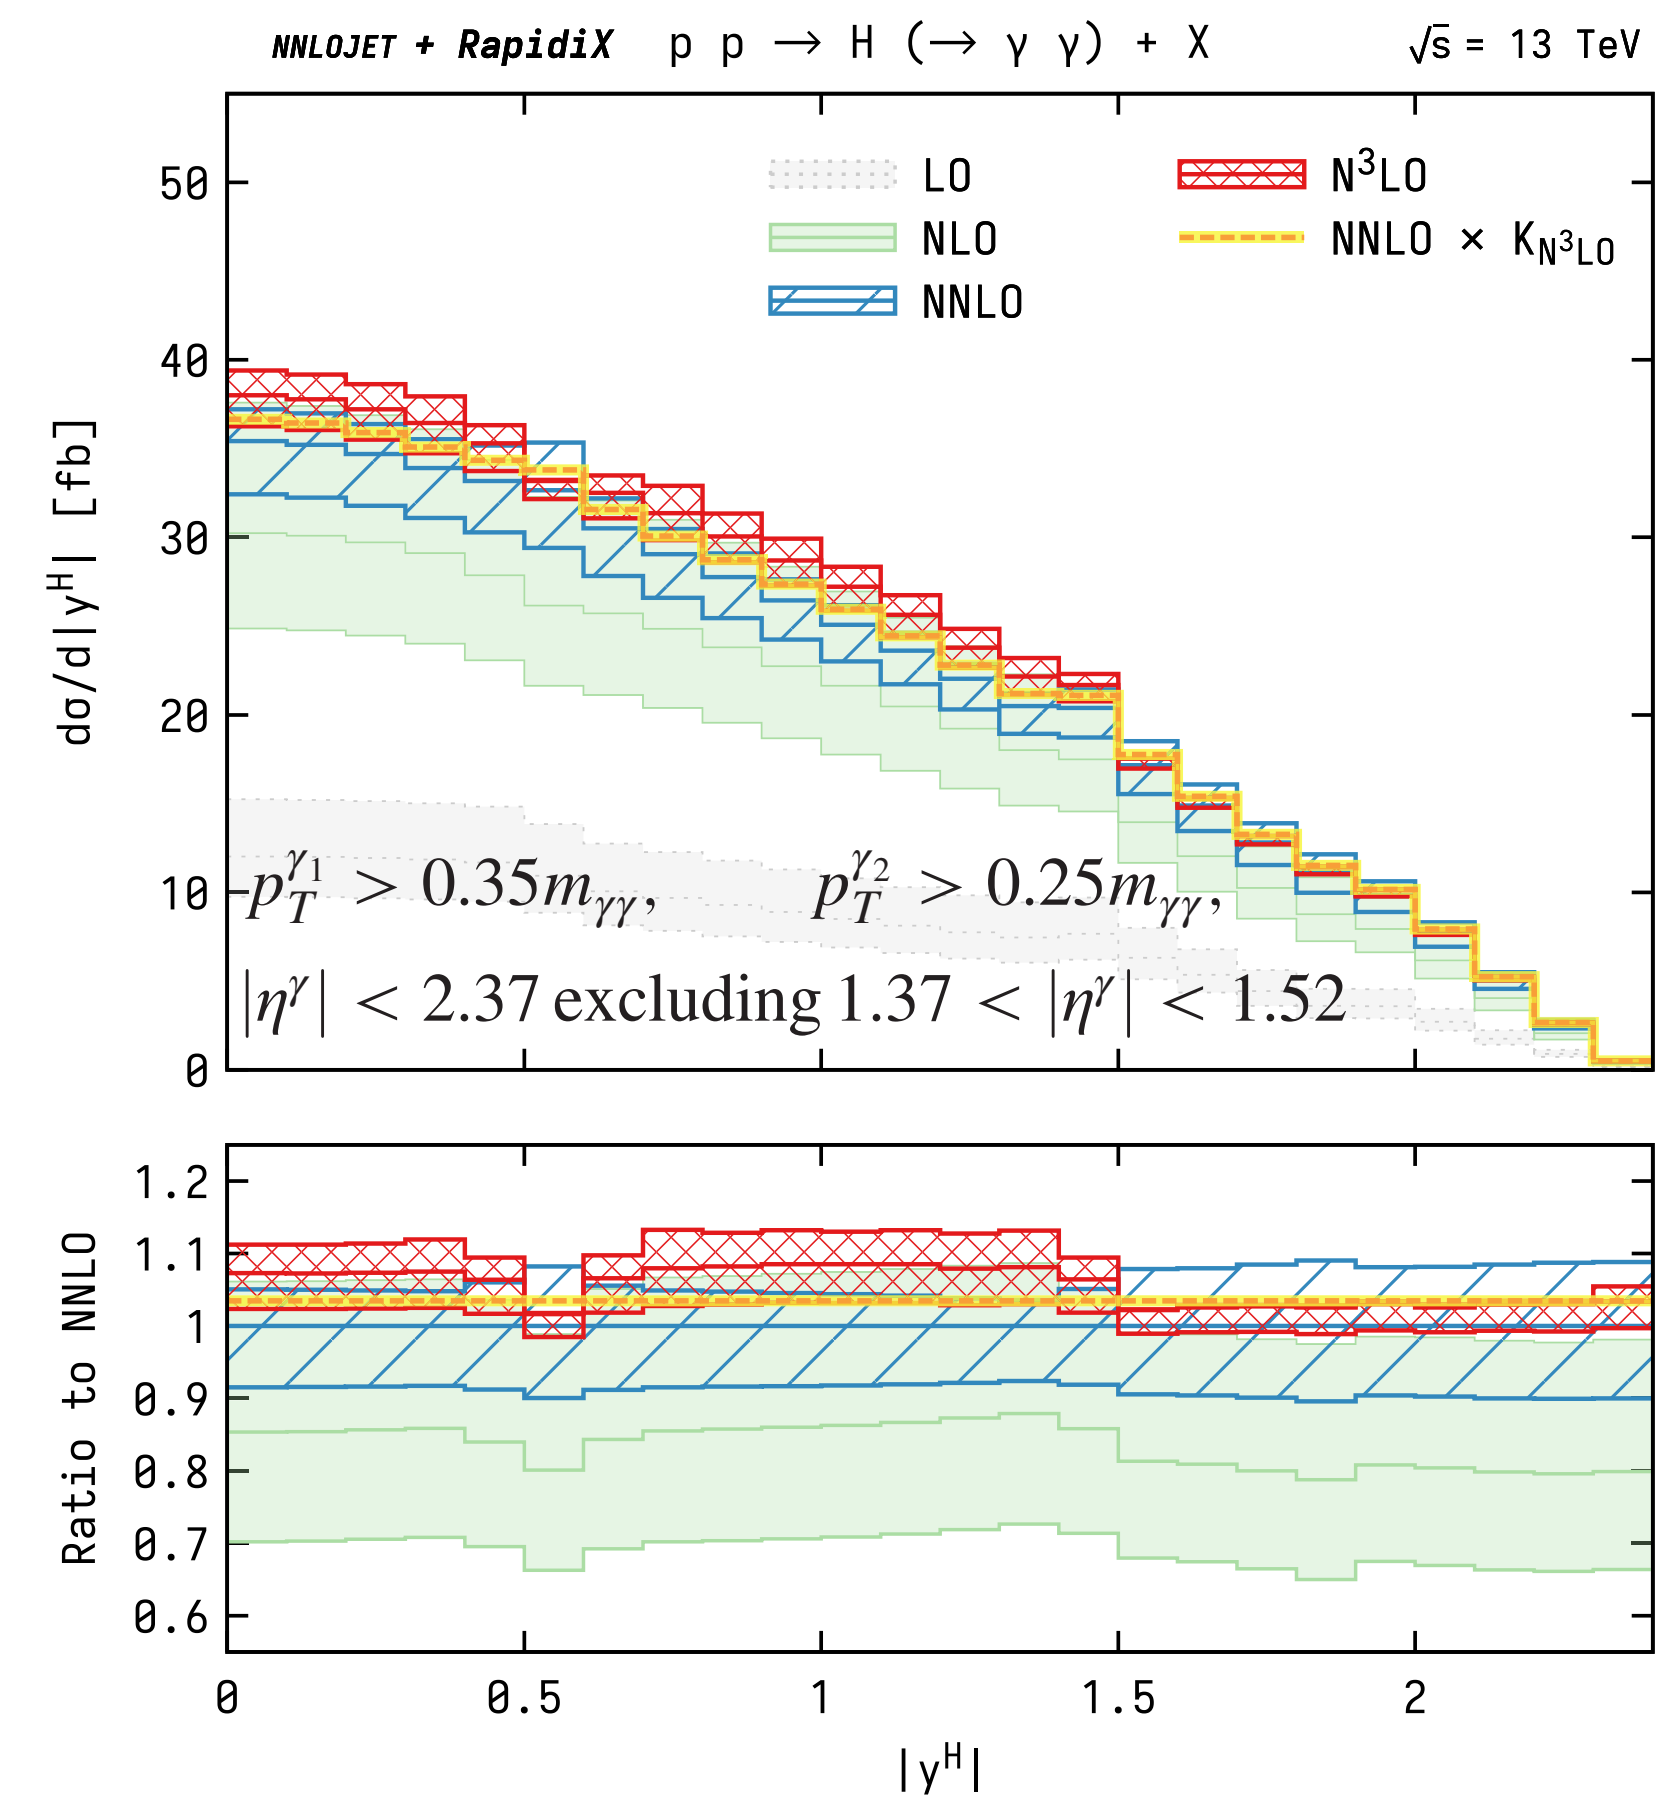 NNLOJET + RapidiX p p → H (→ γ γ) + X √s = 13 TeV
50
40
30
20
10
0
dσ/d|yᴴ| [fb]
LO
NLO
NNLO
N³LO
NNLO × K_N³LO
p_T^γ₁ > 0.35m_γγ, p_T^γ₂ > 0.25m_γγ,
|η^γ| < 2.37 excluding 1.37 < |η^γ| < 1.52
1.2
1.1
1
0.9
0.8
0.7
0.6
Ratio to NNLO
0 0.5 1 1.5 2
|yᴴ|